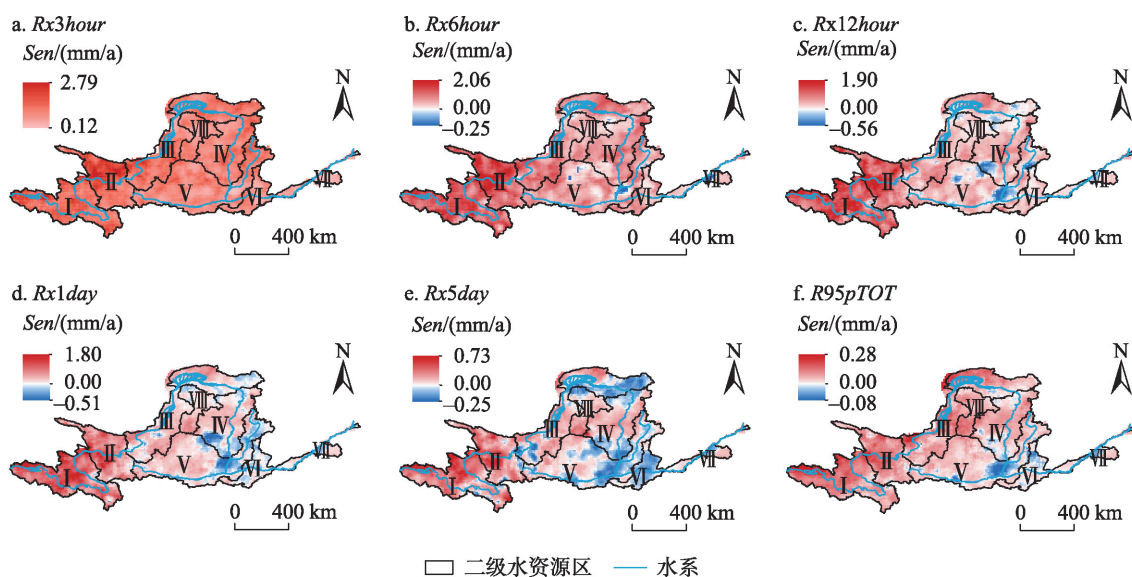 a. Rx3hour
Sen/(mm/a)
2.79
0.12
N
I
II
III
VIII
IV
V
VI
VII
0 400 km
b. Rx6hour
Sen/(mm/a)
2.06
0.00
−0.25
N
I
II
III
VIII
IV
V
VI
VII
0 400 km
c. Rx12hour
Sen/(mm/a)
1.90
0.00
−0.56
N
I
II
III
VIII
IV
V
VI
VII
0 400 km
d. Rx1day
Sen/(mm/a)
1.80
0.00
−0.51
N
I
II
III
VIII
IV
V
VI
VII
0 400 km
e. Rx5day
Sen/(mm/a)
0.73
0.00
−0.25
N
I
II
III
VIII
IV
V
VI
VII
0 400 km
f. R95pTOT
Sen/(mm/a)
0.28
0.00
−0.08
N
I
II
III
VIII
IV
V
VI
VII
0 400 km
二级水资源区 水系